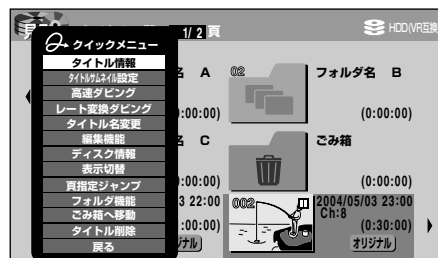 1/2 頁
HDD(VR互換
クイックメニュー
タイトル情報
タイトルサムネイル設定
高速ダビング
レート変換ダビング
タイトル名変更
編集機能
ディスク情報
表示切替
頁指定ジャンプ
フォルダ機能
ごみ箱へ移動
タイトル削除
戻る
名 A
:00:00)
02
フォルダ名 B
(0:00:00)
名 C
:00:00)
ごみ箱
(0:00:00)
3 22:00
:00:00)
ジナル
002
2004/05/03 23:00
Ch:8
(0:30:00)
オリジナル